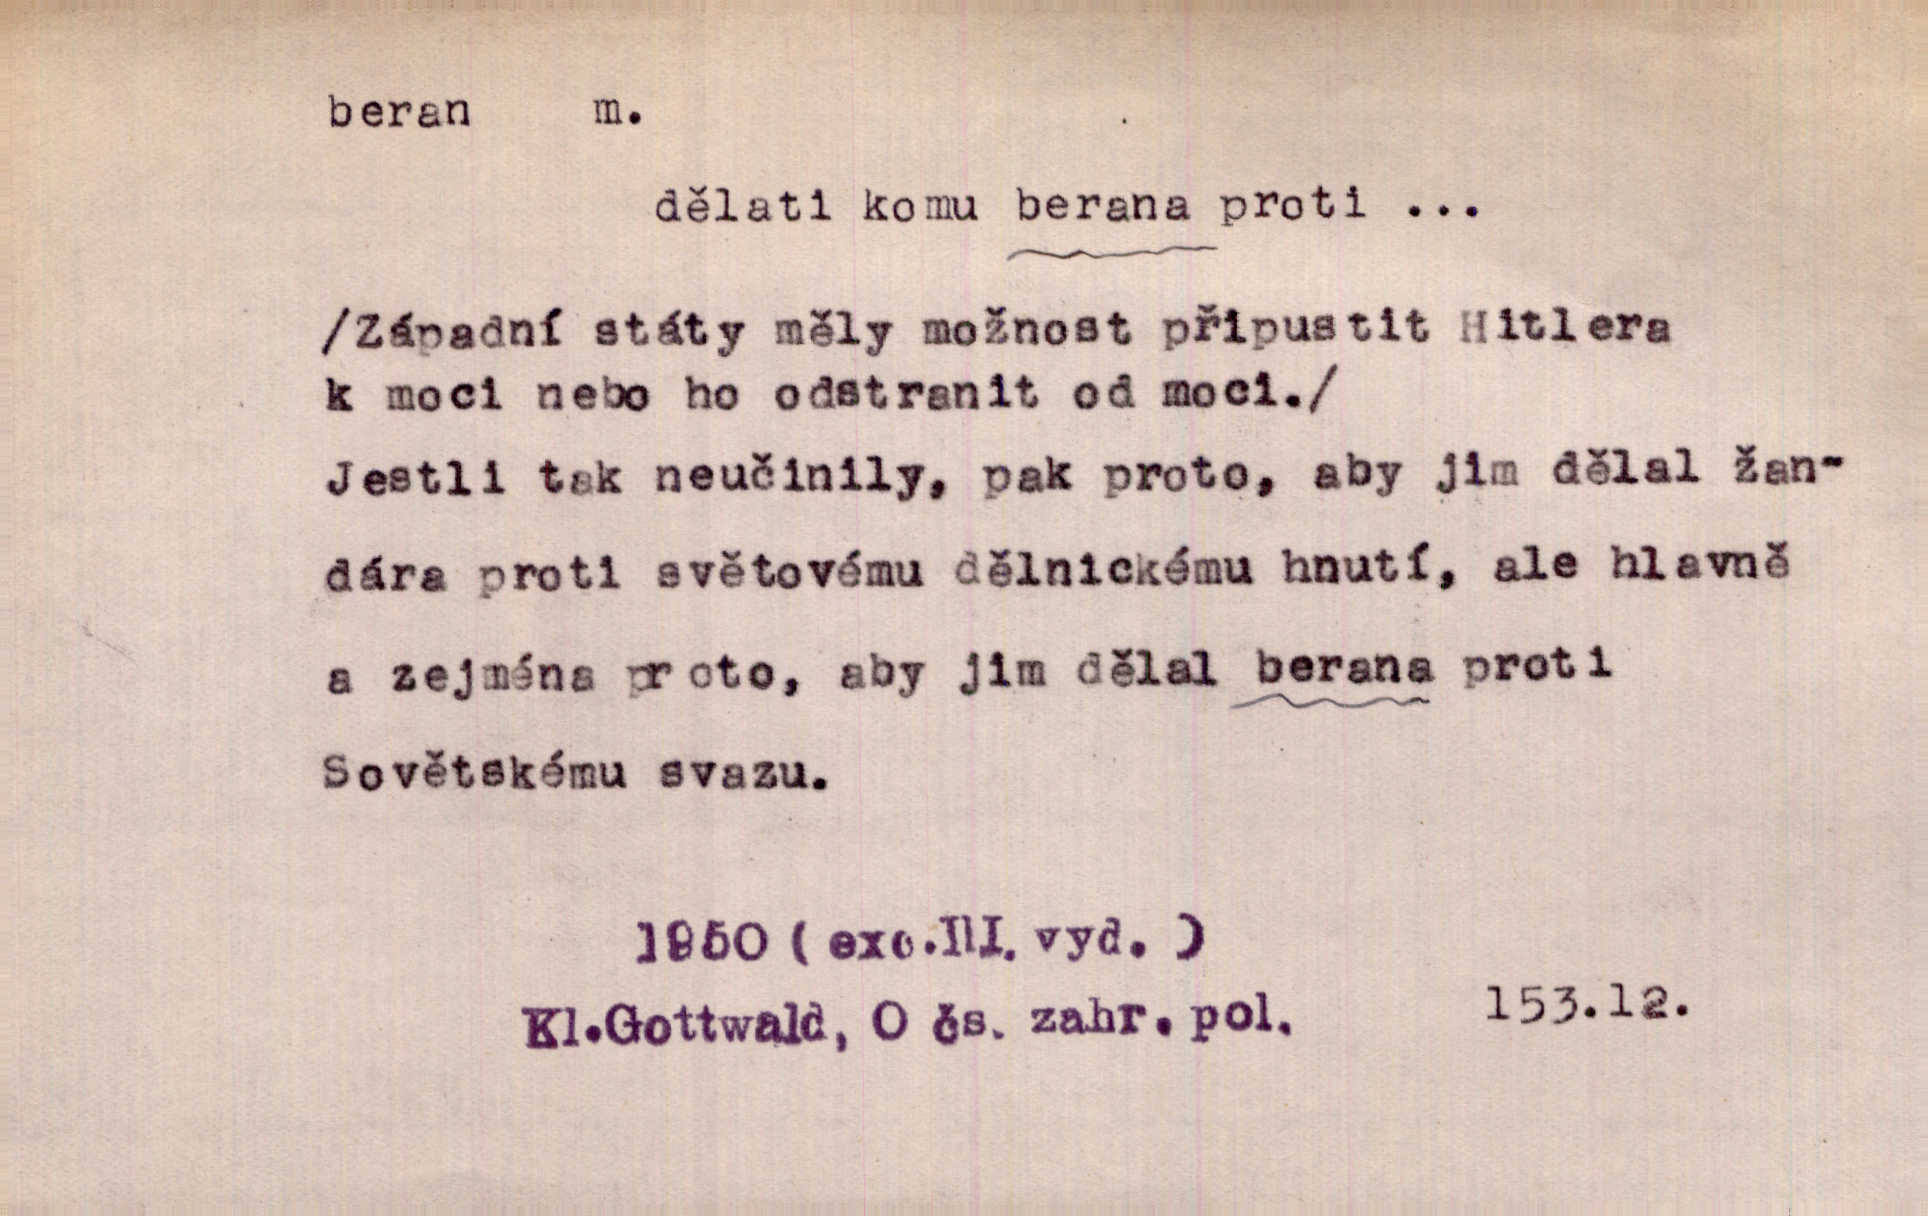 beran m.
dělati komu berana proti ...
/Západní státy měly možnost připustit Hitlera
k moci nebo ho odstranit od moci./
Jestli tak neučinily, pak proto, aby jim dělal žan-
dára proti světovému dělnickému hnutí, ale hlavně
a zejména proto, aby jim dělal berana proti
Sovětskému svazu.
1950 (exc.III. vyd. )
Kl.Gottwald, O čs. zahr. pol.
153.12.